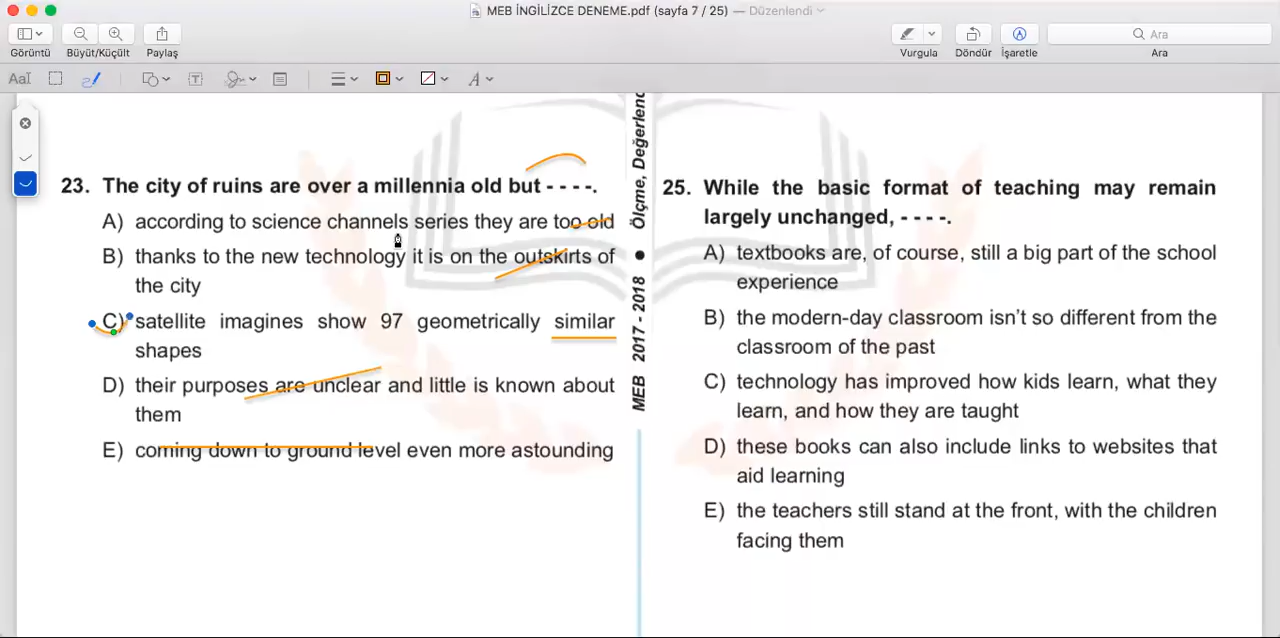 MEB İNGİLİZCE DENEME.pdf (sayfa 7 / 25) — Düzenlendi
Görüntü
Büyüt/Küçült
Paylaş
Vurgula
Döndür
İşaretle
Ara
Ara
AaI
A
23. The city of ruins are over a millennia old but - - - -.
A) according to science channels series they are too old
B) thanks to the new technology it is on the outskirts of
the city
C) satellite imagines show 97 geometrically similar
shapes
D) their purposes are unclear and little is known about
them
E) coming down to ground level even more astounding
MEB 2017 - 2018 ● Ölçme, Değerlend
25. While the basic format of teaching may remain
largely unchanged, - - - -.
A) textbooks are, of course, still a big part of the school
experience
B) the modern-day classroom isn't so different from the
classroom of the past
C) technology has improved how kids learn, what they
learn, and how they are taught
D) these books can also include links to websites that
aid learning
E) the teachers still stand at the front, with the children
facing them